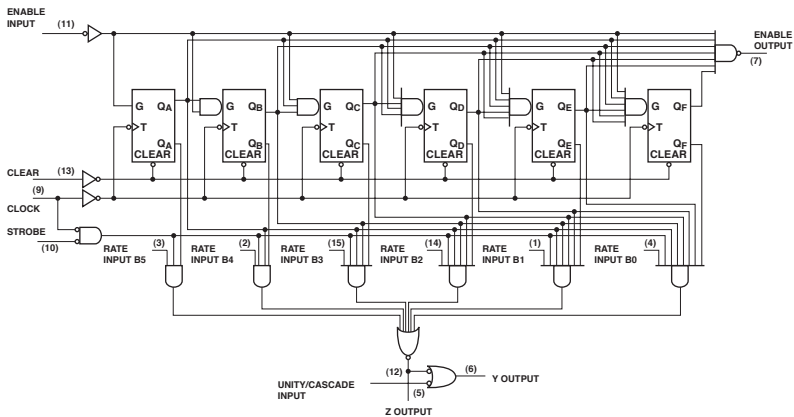 ENABLE
INPUT
(11)
ENABLE
OUTPUT
(7)
G QA
T
QA
CLEAR
G QB
T
QB
CLEAR
G QC
T
QC
CLEAR
G QD
T
QD
CLEAR
G QE
T
QE
CLEAR
G QF
T
QF
CLEAR
CLEAR (13)
(9)
CLOCK
STROBE
(10)
RATE
INPUT B5
(3)
RATE
INPUT B4
(2)
RATE
INPUT B3
(15)
RATE
INPUT B2
(14)
RATE
INPUT B1
(1)
RATE
INPUT B0
(4)
(12)
(6)
Y OUTPUT
UNITY/CASCADE
INPUT
(5)
Z OUTPUT